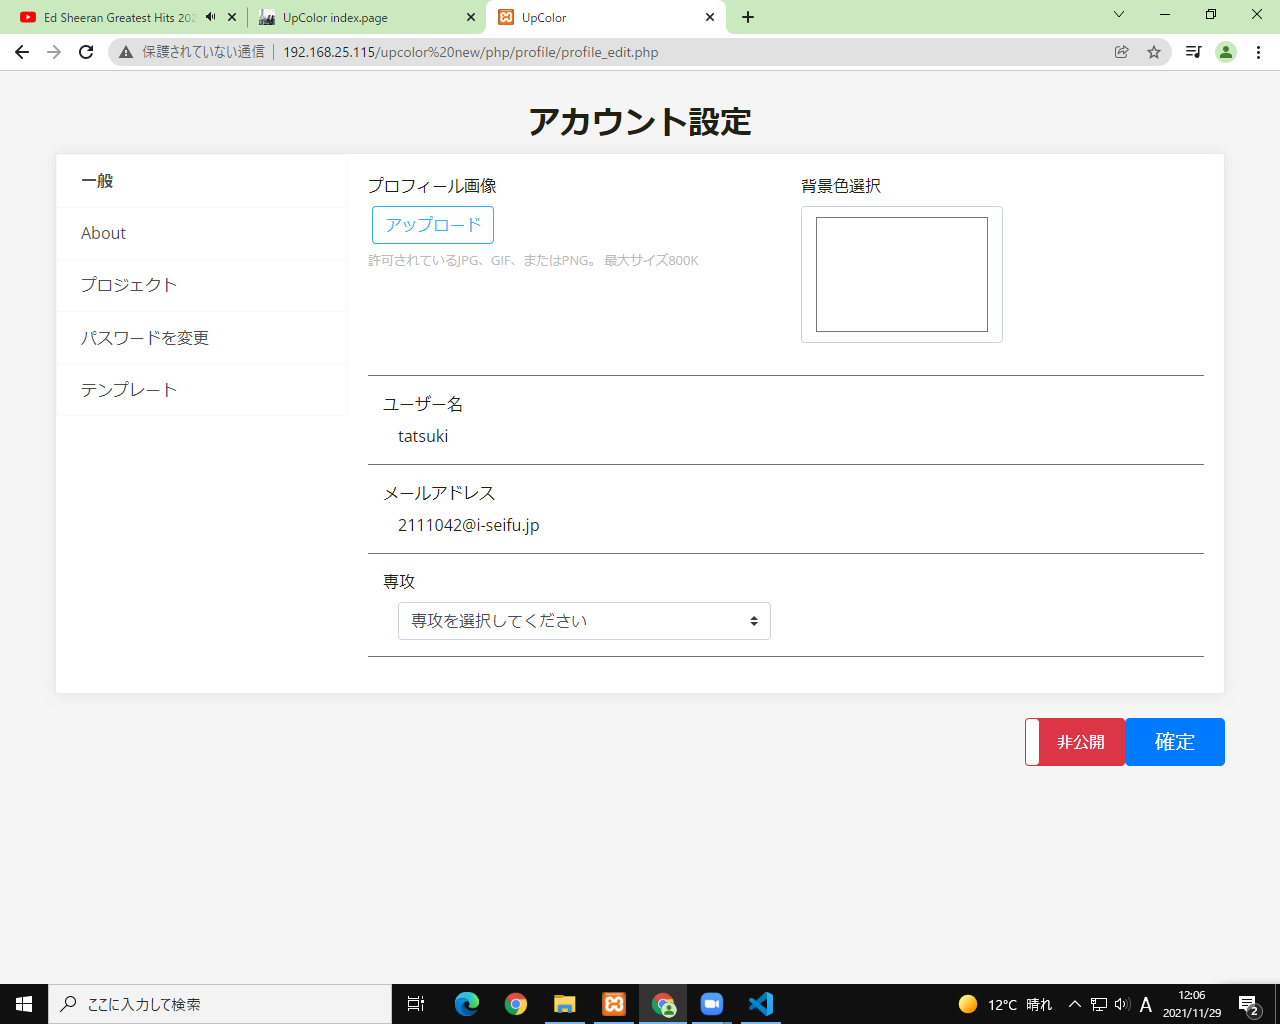 Ed Sheeran Greatest Hits 202
UpColor index.page
UpColor
保護されていない通信
192.168.25.115/upcolor%20new/php/profile/profile_edit.php
アカウント設定
一般
About
プロジェクト
パスワードを変更
テンプレート
プロフィール画像
アップロード
許可されているJPG、GIF、またはPNG。 最大サイズ800K
背景色選択
ユーザー名
tatsuki
メールアドレス
2111042@i-seifu.jp
専攻
専攻を選択してください
非公開
確定
ここに入力して検索
12°C 晴れ
A
12:06
2021/11/29
2